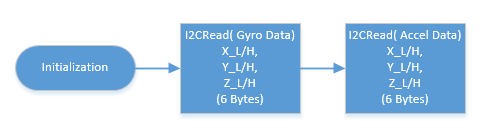 Initialization
I2CRead( Gyro Data)
X_L/H,
Y_L/H,
Z_L/H
(6 Bytes)
I2CRead( Accel Data)
X_L/H,
Y_L/H,
Z_L/H
(6 Bytes)